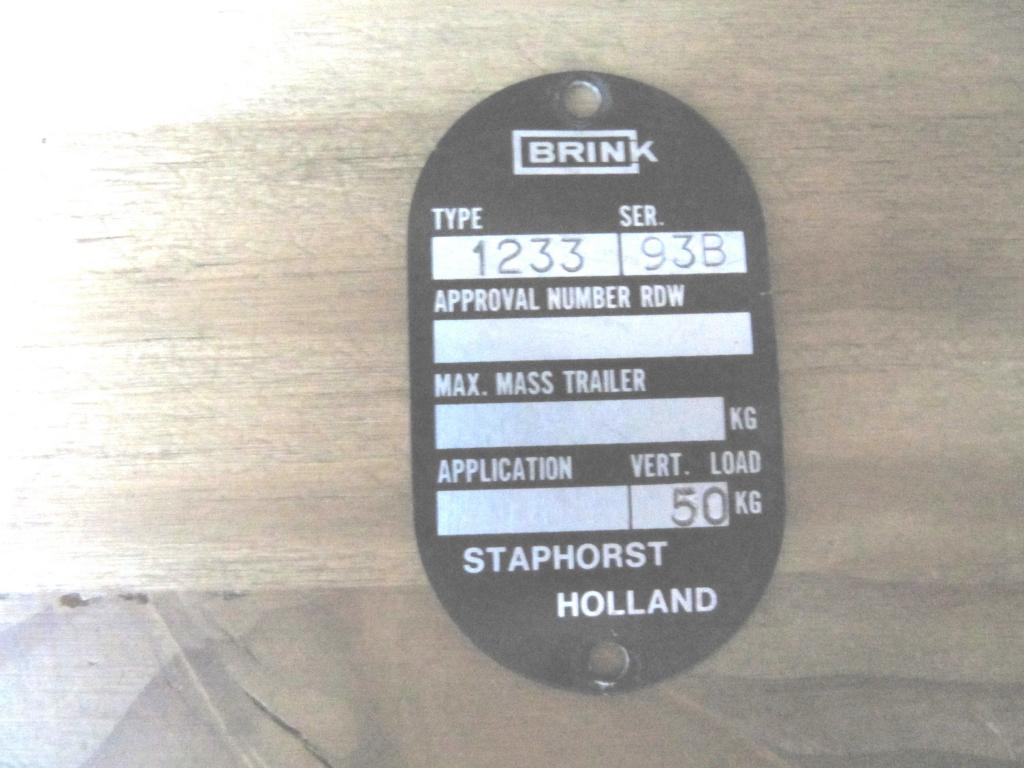 BRINK
TYPE SER.
1233 93B
APPROVAL NUMBER RDW
MAX. MASS TRAILER
KG
APPLICATION VERT. LOAD
50 KG
STAPHORST
HOLLAND